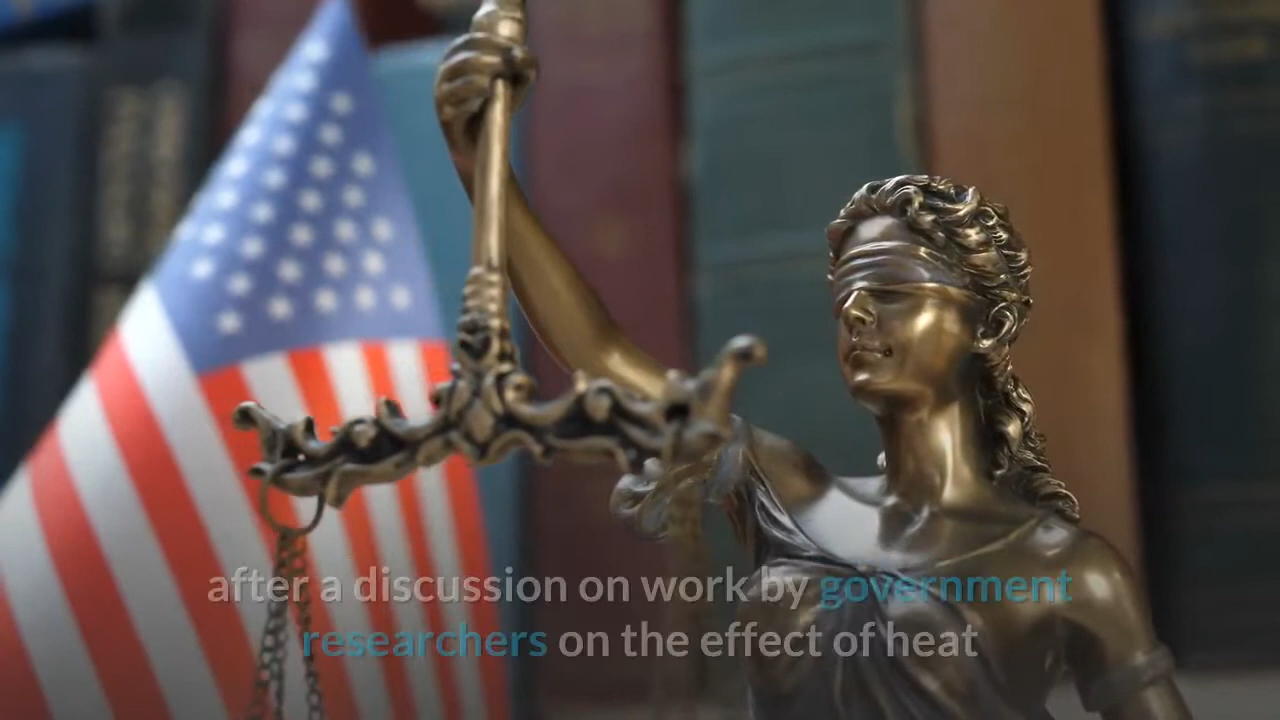 after a discussion on work by government
researchers on the effect of heat